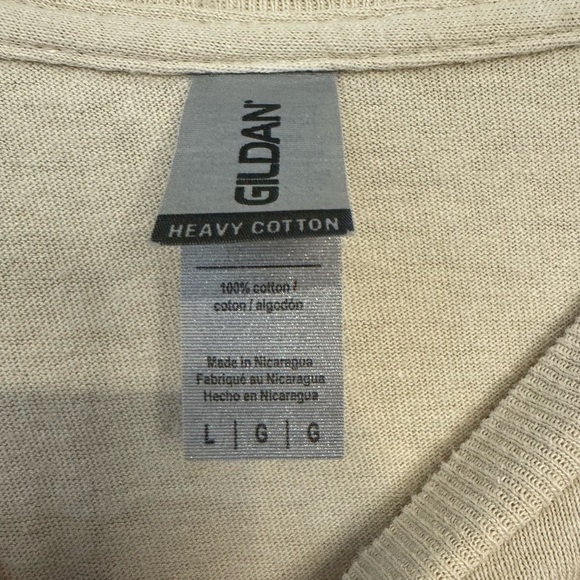 GILDAN
HEAVY COTTON
100% cotton /
coton / algodón
Made in Nicaragua
Fabriqué au Nicaragua
Hecho en Nicaragua
L | G | G